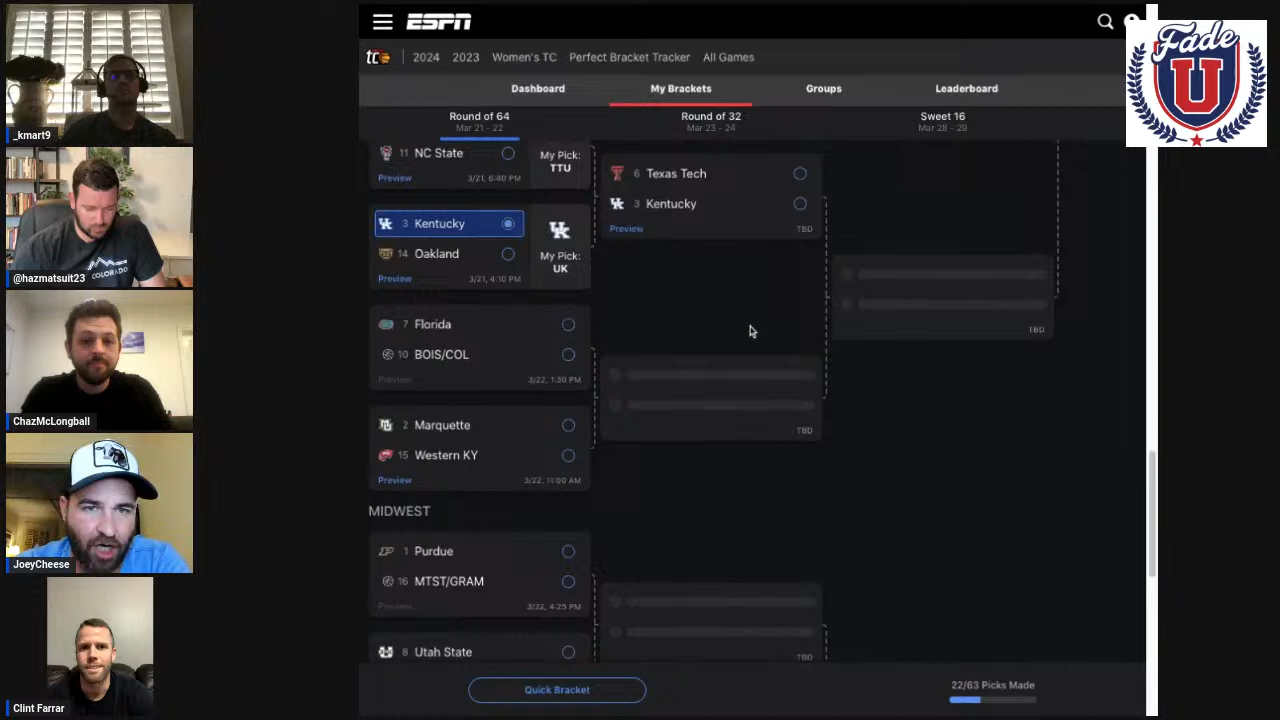 ESPN
Fade
U
tc
2024
2023
Women's TC
Perfect Bracket Tracker
All Games
Dashboard
My Brackets
Groups
Leaderboard
Round of 64
Mar 21 - 22
Round of 32
Mar 23 - 24
Sweet 16
Mar 28 - 29
11 NC State
Preview
3/21, 6:40 PM
My Pick:
TTU
6 Texas Tech
3 Kentucky
Preview
TBD
3 Kentucky
14 Oakland
Preview
3/21, 4:10 PM
My Pick:
UK
TBD
7 Florida
10 BOIS/COL
Preview
3/22, 1:30 PM
TBD
2 Marquette
15 Western KY
Preview
3/22, 11:00 AM
MIDWEST
1 Purdue
16 MTST/GRAM
Preview
3/22, 4:25 PM
8 Utah State
TBD
Quick Bracket
22/63 Picks Made
_kmart9
COLORADO
@hazmatsuit23
ChazMcLongball
JoeyCheese
Clint Farrar